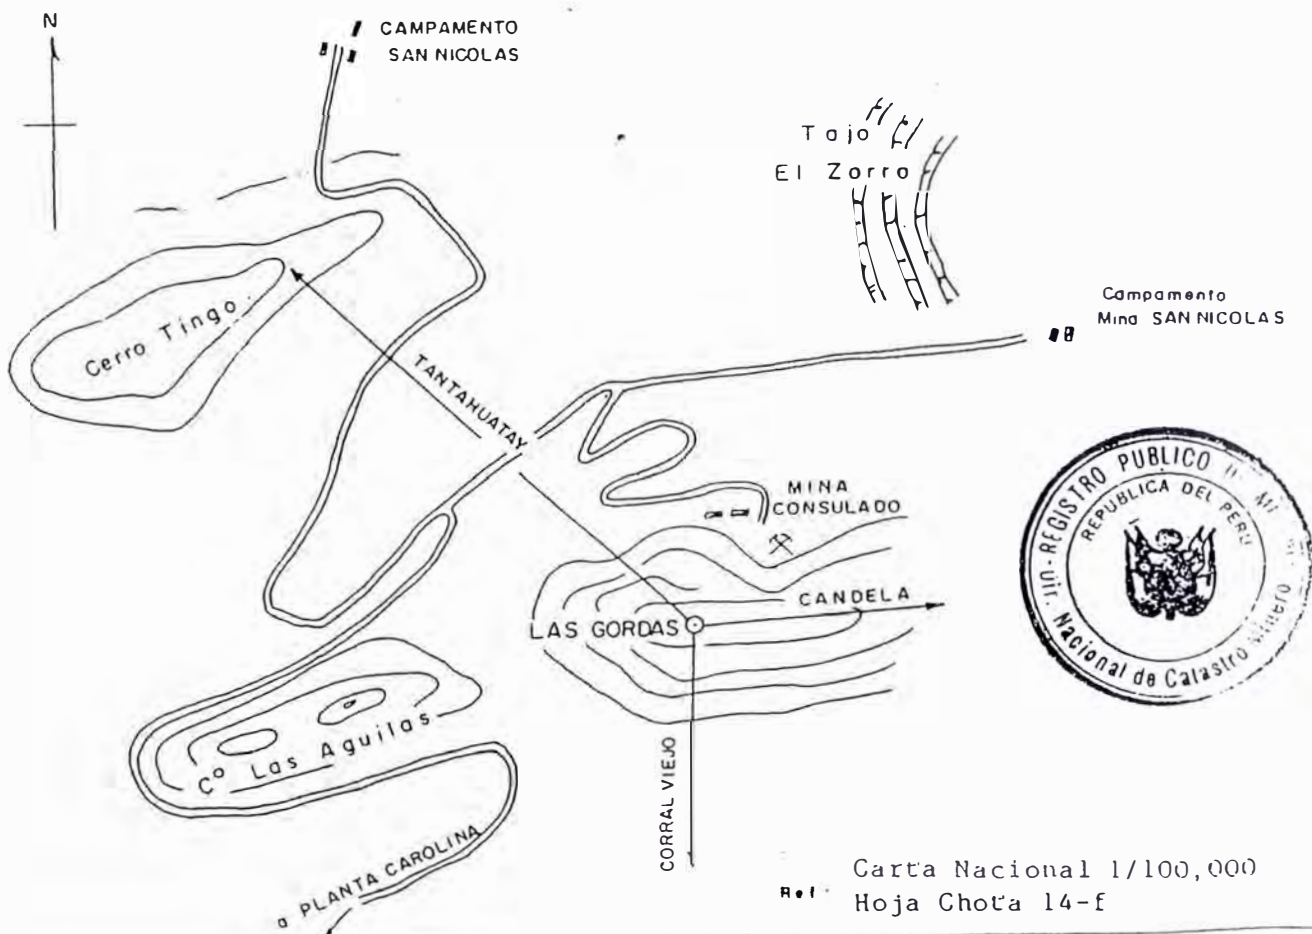 N
CAMPAMENTO
SAN NICOLAS
Tajo
El Zorro
Campamento
Mina SAN NICOLAS
Cerro Tingo
TANTAHUATAY
MINA
CONSULADO
REGISTRO PUBLICO
REPUBLICA DEL PERU
Nacional de Catastro Minero
CANDELA
LAS GORDAS
Cº Las Aguilas
CORRAL VIEJO
a PLANTA CAROLINA
Ref. Carta Nacional 1/100,000
Hoja Chota 14-f